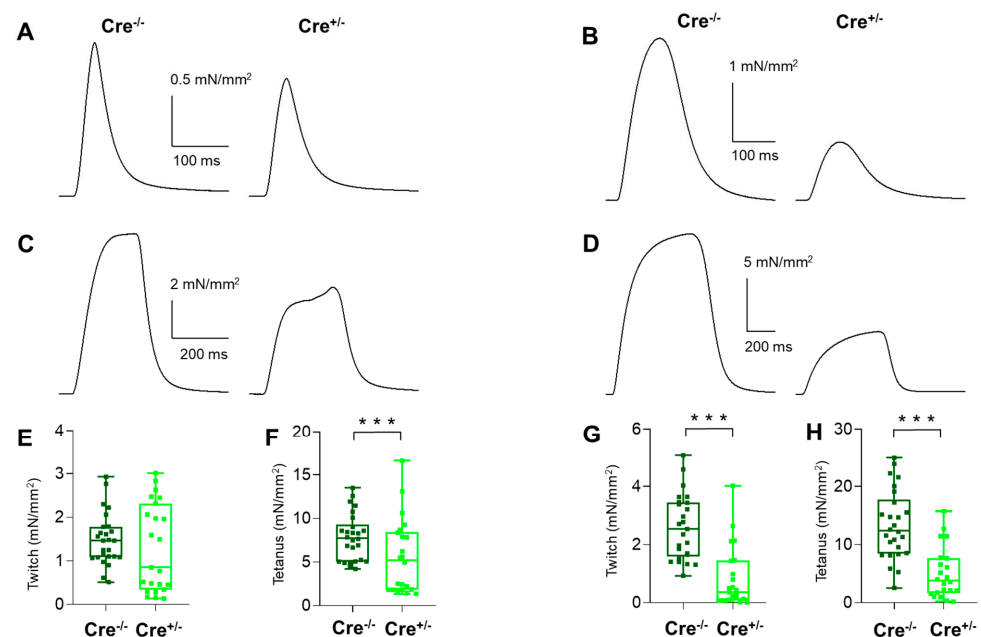 A Cre-/- Cre+/-
0.5 mN/mm2
100 ms
B Cre-/- Cre+/-
1 mN/mm2
100 ms
C
2 mN/mm2
200 ms
D
5 mN/mm2
200 ms
E
Twitch (mN/mm2)
4
3
2
1
0
Cre-/- Cre+/-
F
* * *
Tetanus (mN/mm2)
20
15
10
5
0
Cre-/- Cre+/-
G
* * *
Twitch (mN/mm2)
6
4
2
0
Cre-/- Cre+/-
H
* * *
Tetanus (mN/mm2)
30
20
10
0
Cre-/- Cre+/-